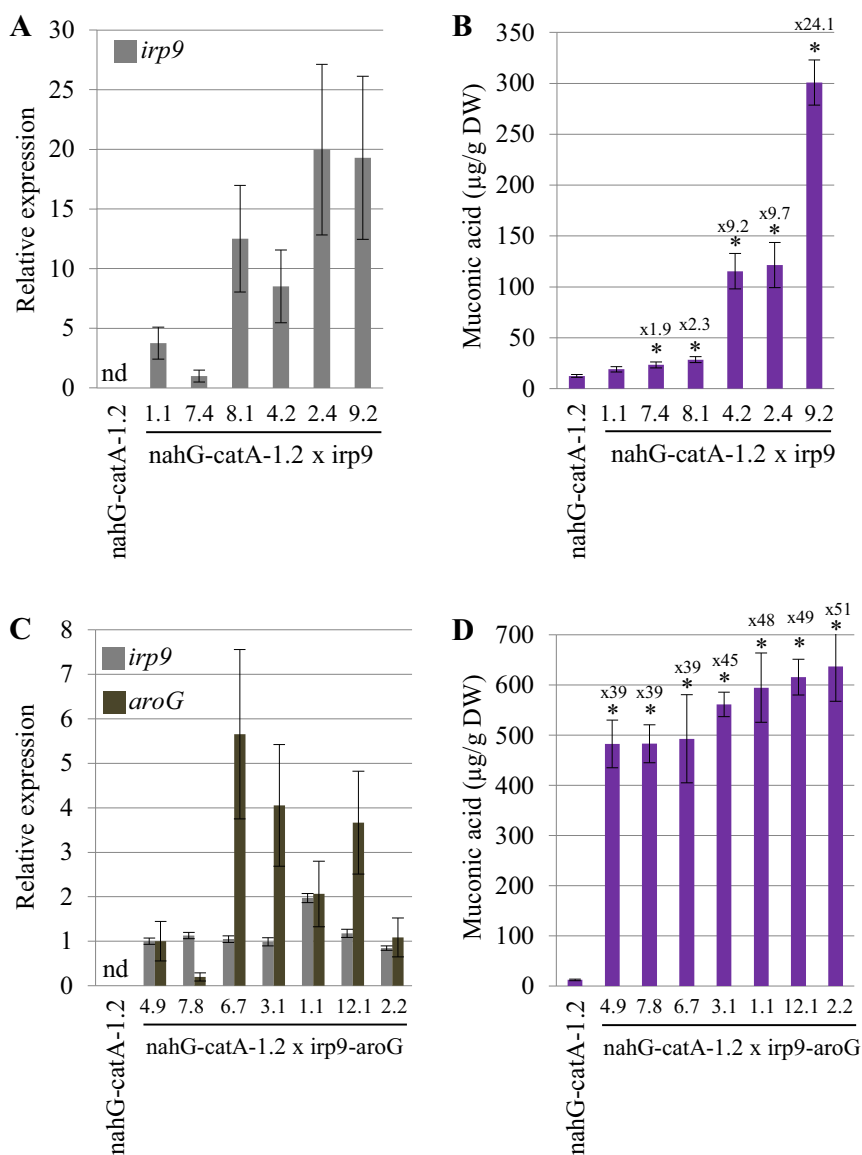 A
Relative expression
30
25
20
15
10
5
0
irp9
nd
nahG-catA-1.2
1.1 7.4 8.1 4.2 2.4 9.2
nahG-catA-1.2 x irp9
B
Muconic acid (µg/g DW)
350
300
250
200
150
100
50
0
x1.9
*
x2.3
*
x9.2
*
x9.7
*
x24.1
*
nahG-catA-1.2
1.1 7.4 8.1 4.2 2.4 9.2
nahG-catA-1.2 x irp9
C
Relative expression
8
7
6
5
4
3
2
1
0
irp9
aroG
nd
nahG-catA-1.2
4.9 7.8 6.7 3.1 1.1 12.1 2.2
nahG-catA-1.2 x irp9-aroG
D
Muconic acid (µg/g DW)
700
600
500
400
300
200
100
0
x39
*
x39
*
x39
*
x45
*
x48
*
x49
*
x51
*
nahG-catA-1.2
4.9 7.8 6.7 3.1 1.1 12.1 2.2
nahG-catA-1.2 x irp9-aroG